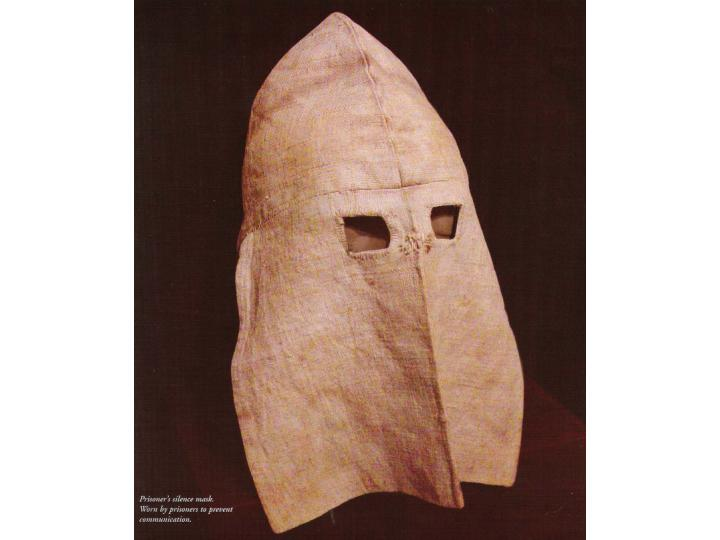 Prisoner's silence mask.
Worn by prisoners to prevent
communication.